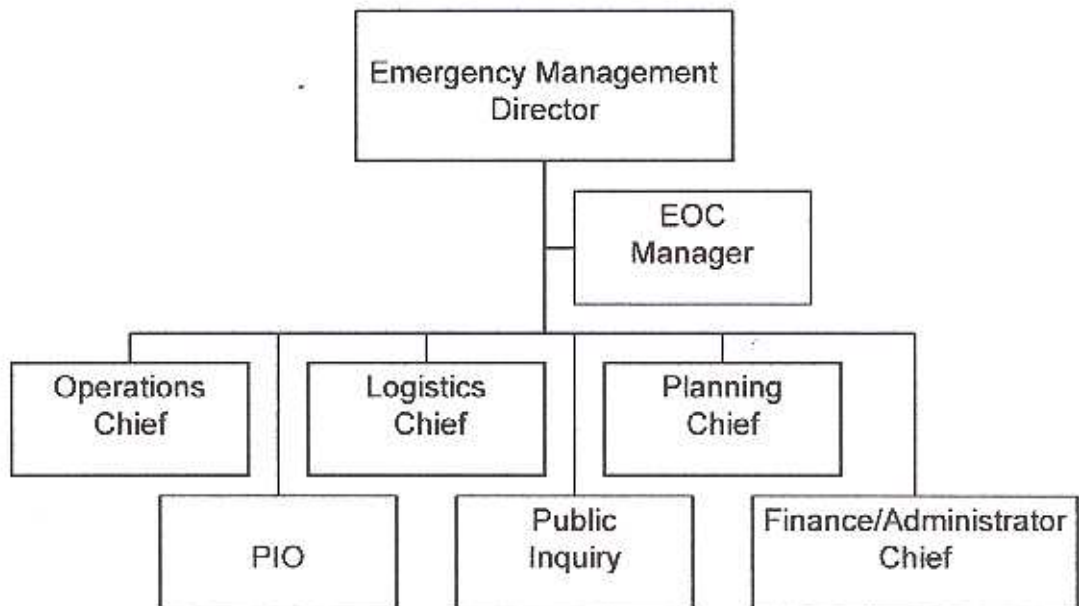 Emergency Management
Director
EOC
Manager
Operations
Chief
Logistics
Chief
Planning
Chief
PIO
Public
Inquiry
Finance/Administrator
Chief